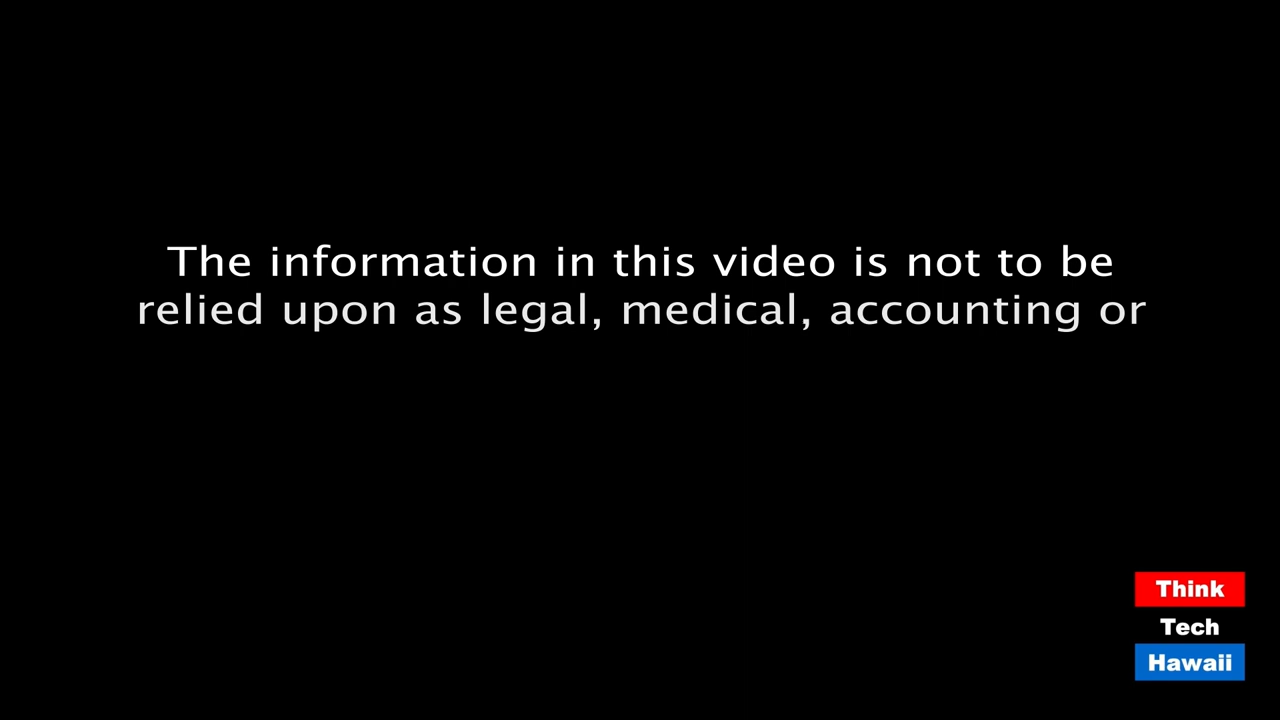 The information in this video is not to be
relied upon as legal, medical, accounting or
Think
Tech
Hawaii